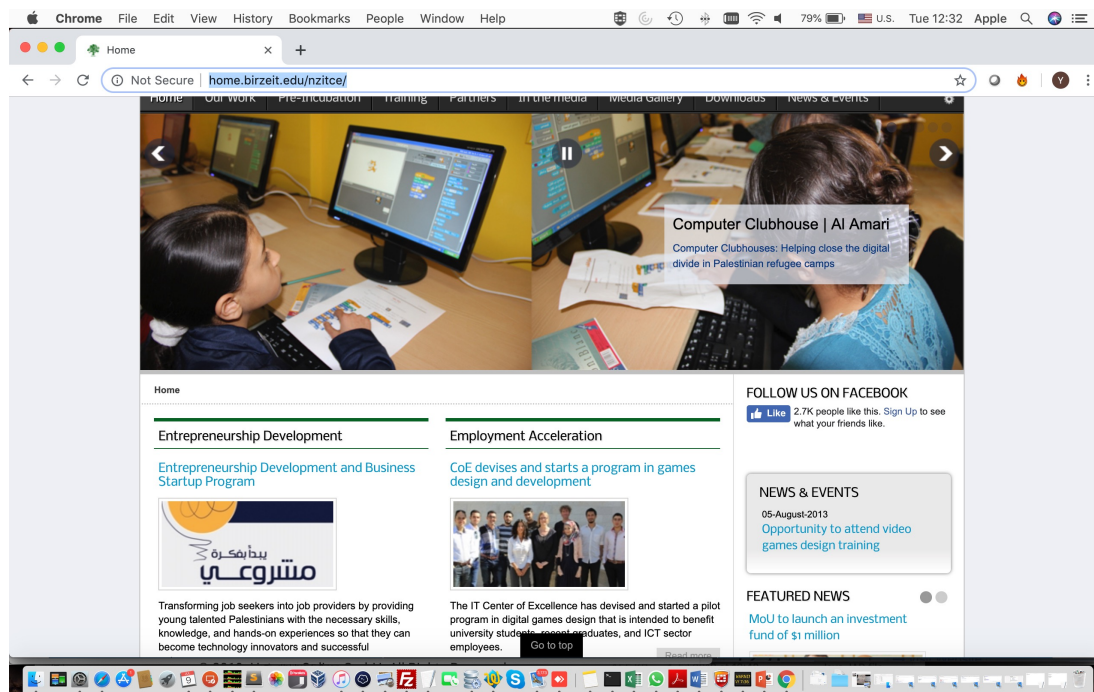 Chrome File Edit View History Bookmarks People Window Help 79% U.S. Tue 12:32 Apple
Home
Not Secure | home.birzeit.edu/nzitce/
Home Our Work Pre-Incubation Training Partners In the media Media Gallery Downloads News & Events
Computer Clubhouse | Al Amari
Computer Clubhouses: Helping close the digital
divide in Palestinian refugee camps
Home
Entrepreneurship Development
Entrepreneurship Development and Business
Startup Program
يبدأ بفكرة
مشروعي
Transforming job seekers into job providers by providing
young talented Palestinians with the necessary skills,
knowledge, and hands-on experiences so that they can
become technology innovators and successful
Employment Acceleration
CoE devises and starts a program in games
design and development
The IT Center of Excellence has devised and started a pilot
program in digital games design that is intended to benefit
university students, recent graduates, and ICT sector
employees.
Go to top
Read more
FOLLOW US ON FACEBOOK
Like 2.7K people like this. Sign Up to see
what your friends like.
NEWS & EVENTS
05-August-2013
Opportunity to attend video
games design training
FEATURED NEWS
MoU to launch an investment
fund of $1 million